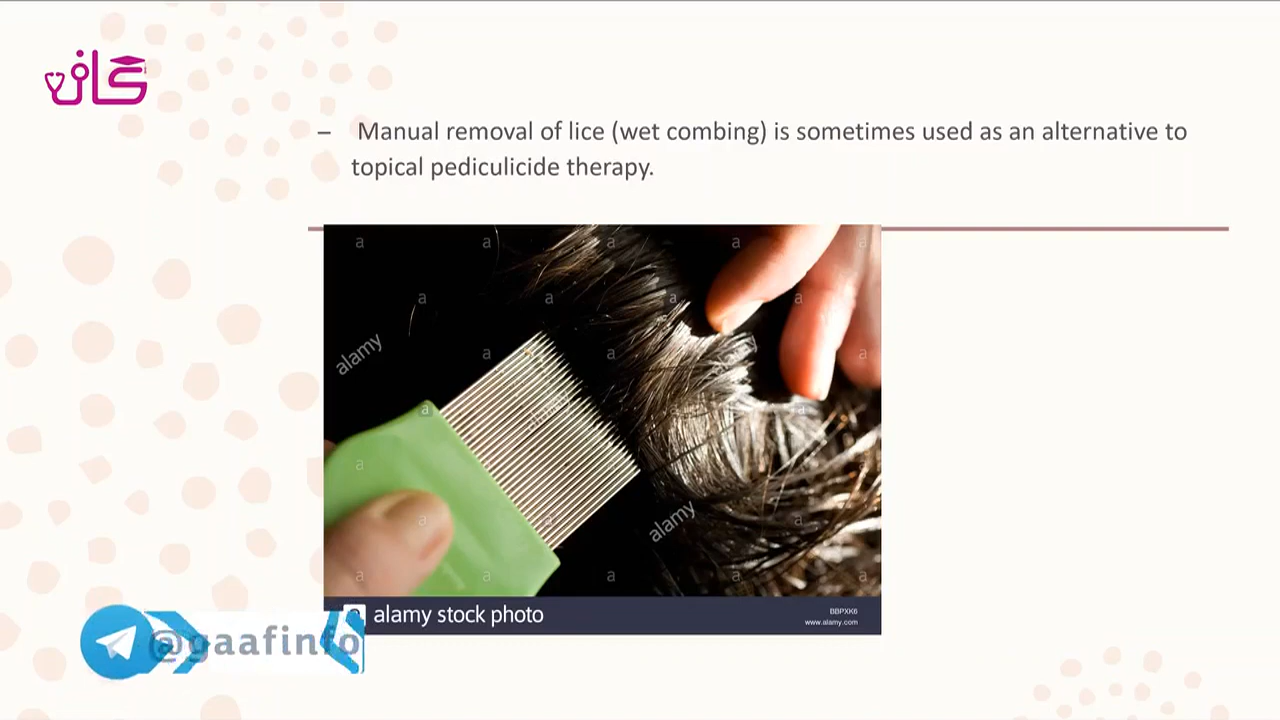 گاف
– Manual removal of lice (wet combing) is sometimes used as an alternative to
topical pediculicide therapy.
a a a a a
a a a a
alamy
a a a
a a
a
a a
alamy
a a a a a
a alamy stock photo
BBPXK6
www.alamy.com
@gaafinfo